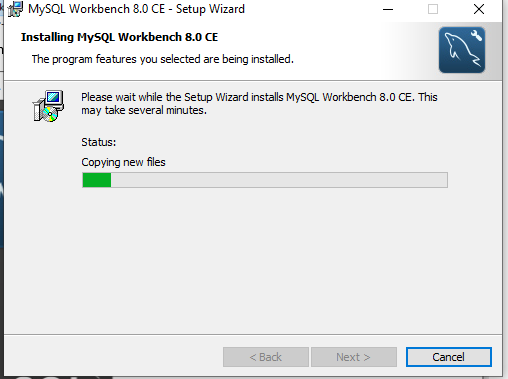 MySQL Workbench 8.0 CE - Setup Wizard
Installing MySQL Workbench 8.0 CE
The program features you selected are being installed.
Please wait while the Setup Wizard installs MySQL Workbench 8.0 CE. This
may take several minutes.
Status:
Copying new files
< Back
Next >
Cancel